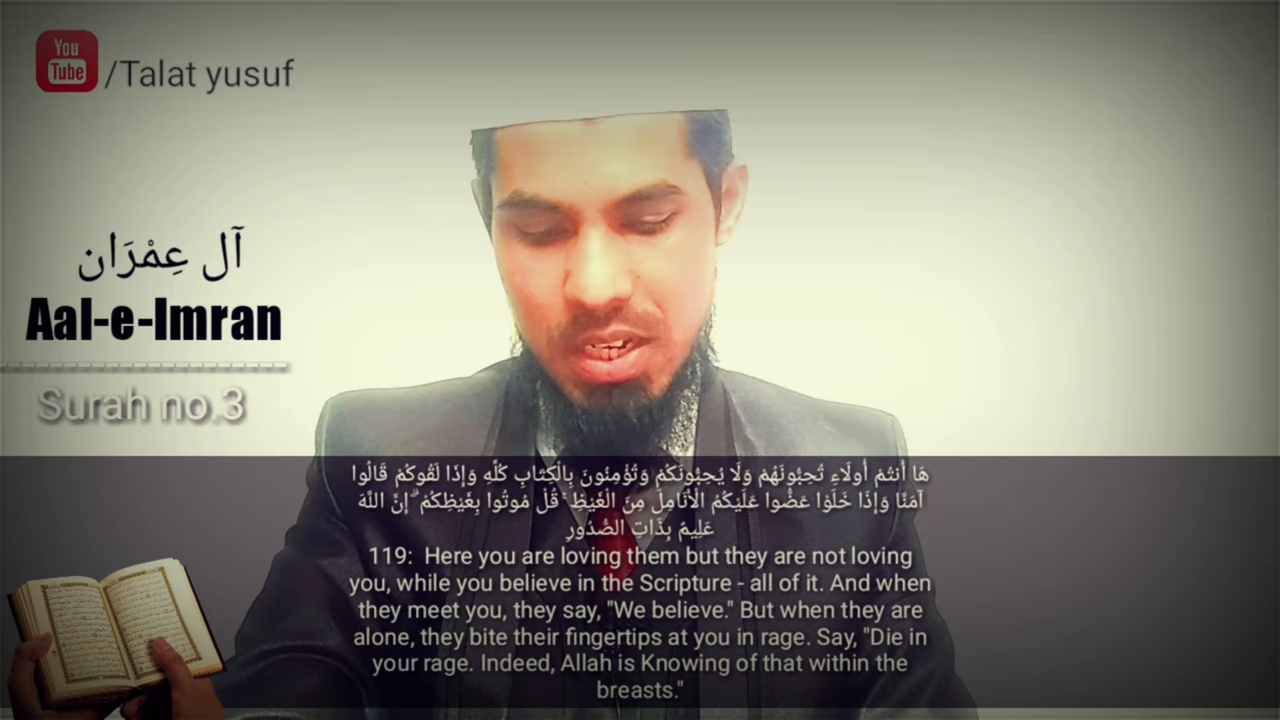 You
Tube
/Talat yusuf
آل عِمْرَان
Aal-e-Imran
Surah no.3
هَا أَنتُمْ أُولَاءِ تُحِبُّونَهُمْ وَلَا يُحِبُّونَكُمْ وَتُؤْمِنُونَ بِالْكِتَابِ كُلِّهِ وَإِذَا لَقُوكُمْ قَالُوا
آمَنَّا وَإِذَا خَلَوْا عَضُّوا عَلَيْكُمُ الْأَنَامِلَ مِنَ الْغَيْظِ ۚ قُلْ مُوتُوا بِغَيْظِكُمْ ۗ إِنَّ اللَّهَ
عَلِيمٌ بِذَاتِ الصُّدُورِ
119:  Here you are loving them but they are not loving
you, while you believe in the Scripture - all of it. And when
they meet you, they say, "We believe." But when they are
alone, they bite their fingertips at you in rage. Say, "Die in
your rage. Indeed, Allah is Knowing of that within the
breasts."